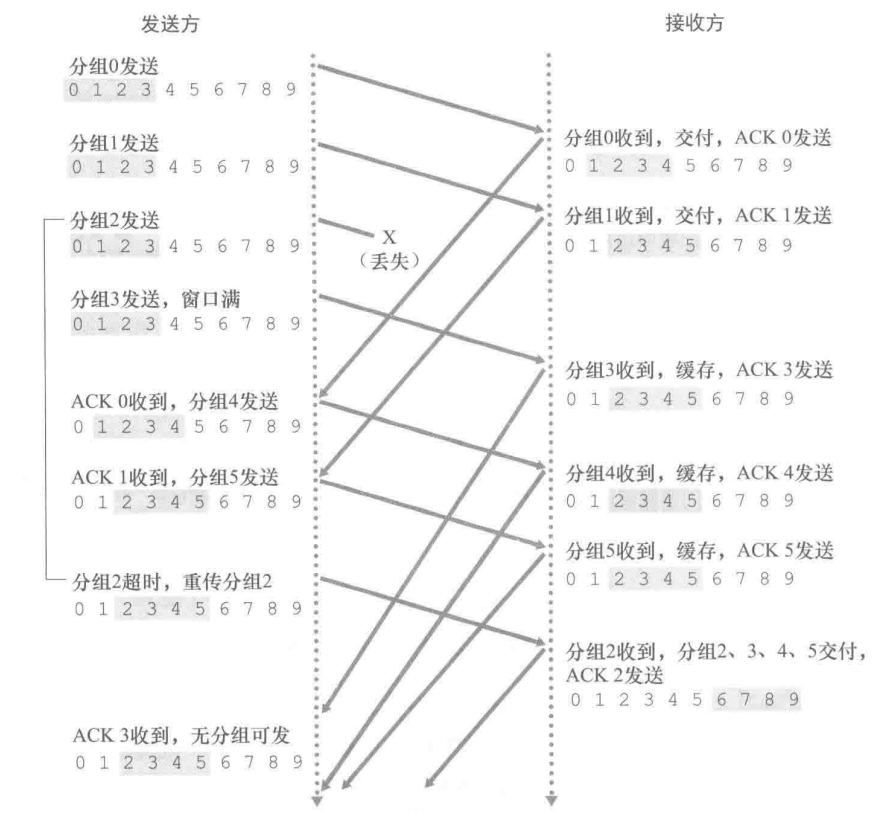 发送方
接收方
分组0发送
0 1 2 3 4 5 6 7 8 9
分组0收到，交付，ACK 0发送
0 1 2 3 4 5 6 7 8 9
分组1发送
0 1 2 3 4 5 6 7 8 9
分组1收到，交付，ACK 1发送
0 1 2 3 4 5 6 7 8 9
分组2发送
0 1 2 3 4 5 6 7 8 9
X
（丢失）
分组3发送，窗口满
0 1 2 3 4 5 6 7 8 9
分组3收到，缓存，ACK 3发送
0 1 2 3 4 5 6 7 8 9
ACK 0收到，分组4发送
0 1 2 3 4 5 6 7 8 9
ACK 1收到，分组5发送
0 1 2 3 4 5 6 7 8 9
分组4收到，缓存，ACK 4发送
0 1 2 3 4 5 6 7 8 9
分组5收到，缓存，ACK 5发送
0 1 2 3 4 5 6 7 8 9
分组2超时，重传分组2
0 1 2 3 4 5 6 7 8 9
分组2收到，分组2、3、4、5交付，
ACK 2发送
0 1 2 3 4 5 6 7 8 9
ACK 3收到，无分组可发
0 1 2 3 4 5 6 7 8 9